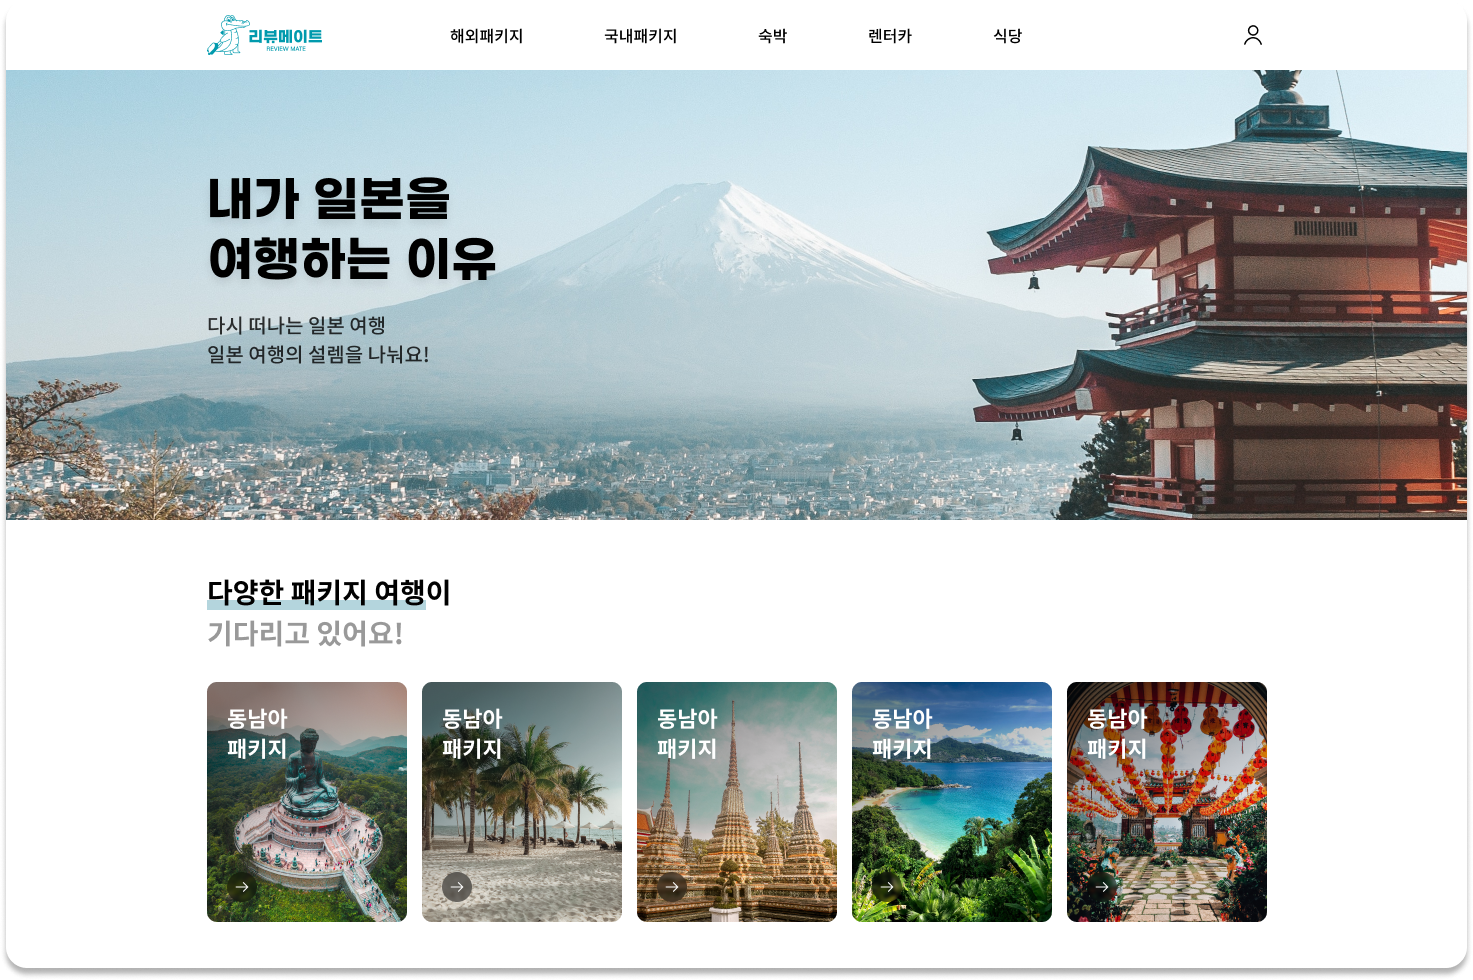 리뷰메이트
REVIEW MATE
해외패키지
국내패키지
숙박
렌터카
식당
내가 일본을
여행하는 이유
다시 떠나는 일본 여행
일본 여행의 설렘을 나눠요!
다양한 패키지 여행이
기다리고 있어요!
동남아
패키지
동남아
패키지
동남아
패키지
동남아
패키지
동남아
패키지